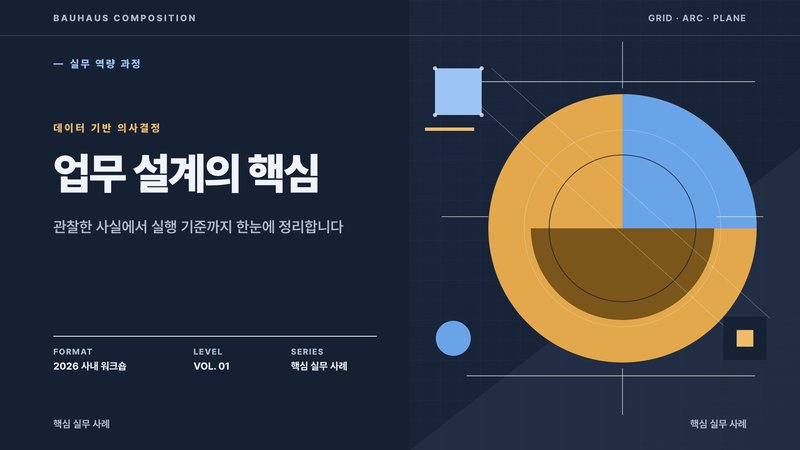 BAUHAUS COMPOSITION
GRID · ARC · PLANE
— 실무 역량 과정
데이터 기반 의사결정
업무 설계의 핵심
관찰한 사실에서 실행 기준까지 한눈에 정리합니다
FORMAT
2026 사내 워크숍
LEVEL
VOL. 01
SERIES
핵심 실무 사례
핵심 실무 사례
핵심 실무 사례